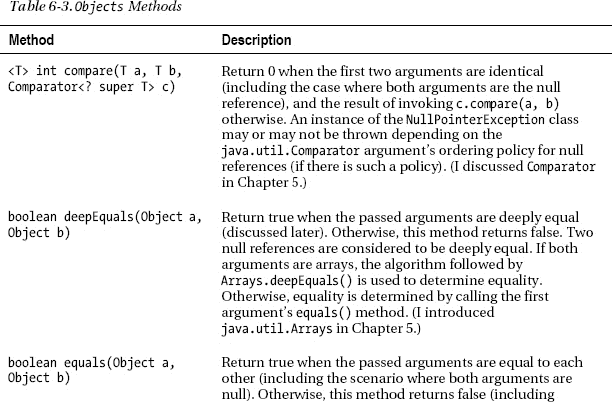 Table 6-3. Objects Methods
Method Description
<T> int compare(T a, T b, Comparator<? super T> c)
Return 0 when the first two arguments are identical
(including the case where both arguments are the null
reference), and the result of invoking c.compare(a, b)
otherwise. An instance of the NullPointerException class
may or may not be thrown depending on the
java.util.Comparator argument's ordering policy for null
references (if there is such a policy). (I discussed Comparator
in Chapter 5.)
boolean deepEquals(Object a,
Object b)
Return true when the passed arguments are deeply equal
(discussed later). Otherwise, this method returns false. Two
null references are considered to be deeply equal. If both
arguments are arrays, the algorithm followed by
Arrays.deepEquals() is used to determine equality.
Otherwise, equality is determined by calling the first
argument's equals() method. (I introduced
java.util.Arrays in Chapter 5.)
boolean equals(Object a,
Object b)
Return true when the passed arguments are equal to each
other (including the scenario where both arguments are
null). Otherwise, this method returns false (including